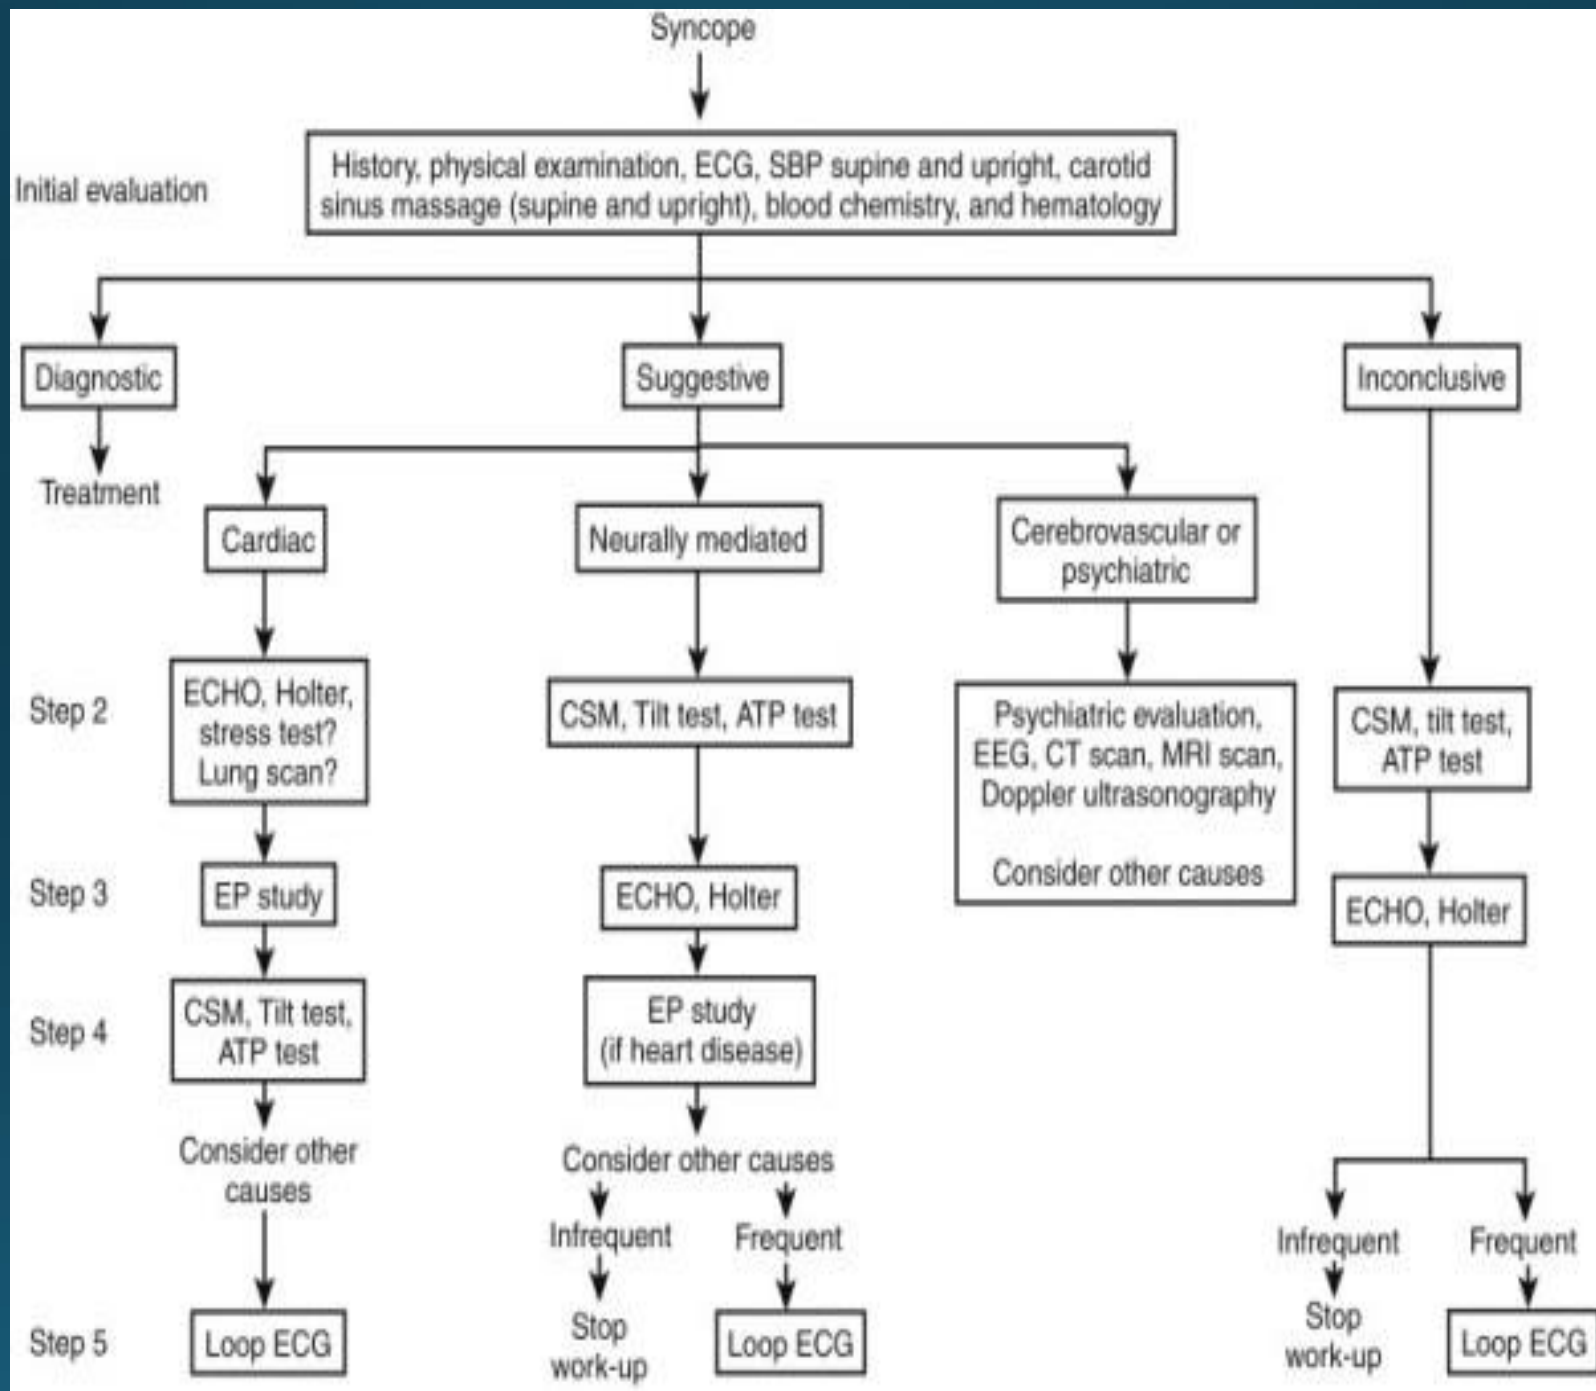 Syncope
Initial evaluation
History, physical examination, ECG, SBP supine and upright, carotid
sinus massage (supine and upright), blood chemistry, and hematology
Diagnostic
Suggestive
Inconclusive
Treatment
Cardiac
Neurally mediated
Cerebrovascular or
psychiatric
Step 2
ECHO, Holter,
stress test?
Lung scan?
CSM, Tilt test, ATP test
Psychiatric evaluation,
EEG, CT scan, MRI scan,
Doppler ultrasonography
Consider other causes
CSM, tilt test,
ATP test
Step 3
EP study
ECHO, Holter
ECHO, Holter
Step 4
CSM, Tilt test,
ATP test
EP study
(if heart disease)
Consider other
causes
Consider other causes
Infrequent
Frequent
Infrequent
Frequent
Step 5
Loop ECG
Stop
work-up
Loop ECG
Stop
work-up
Loop ECG